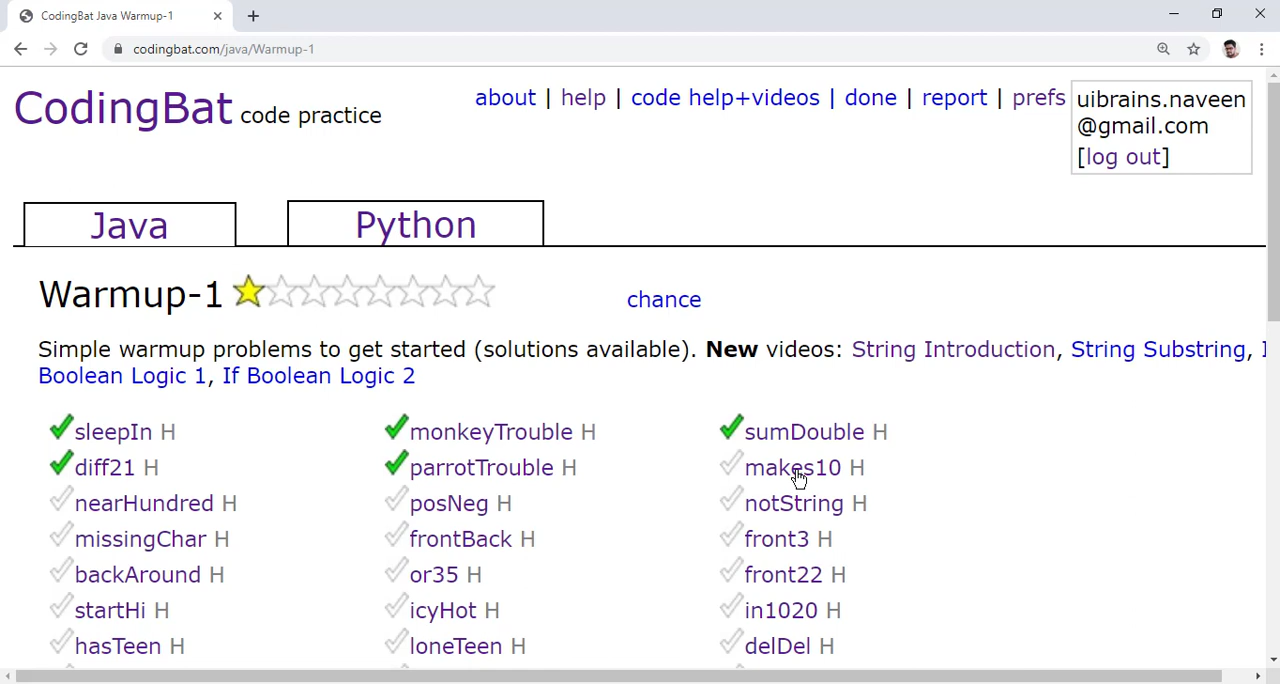 CodingBat Java Warmup-1
codingbat.com/java/Warmup-1
CodingBat code practice
about | help | code help+videos | done | report | prefs
uibrains.naveen
@gmail.com
[log out]
Java
Python
Warmup-1
chance
Simple warmup problems to get started (solutions available). New videos: String Introduction, String Substring,
Boolean Logic 1, If Boolean Logic 2
sleepIn H monkeyTrouble H sumDouble H
diff21 H parrotTrouble H makes10 H
nearHundred H posNeg H notString H
missingChar H frontBack H front3 H
backAround H or35 H front22 H
startHi H icyHot H in1020 H
hasTeen H loneTeen H delDel H